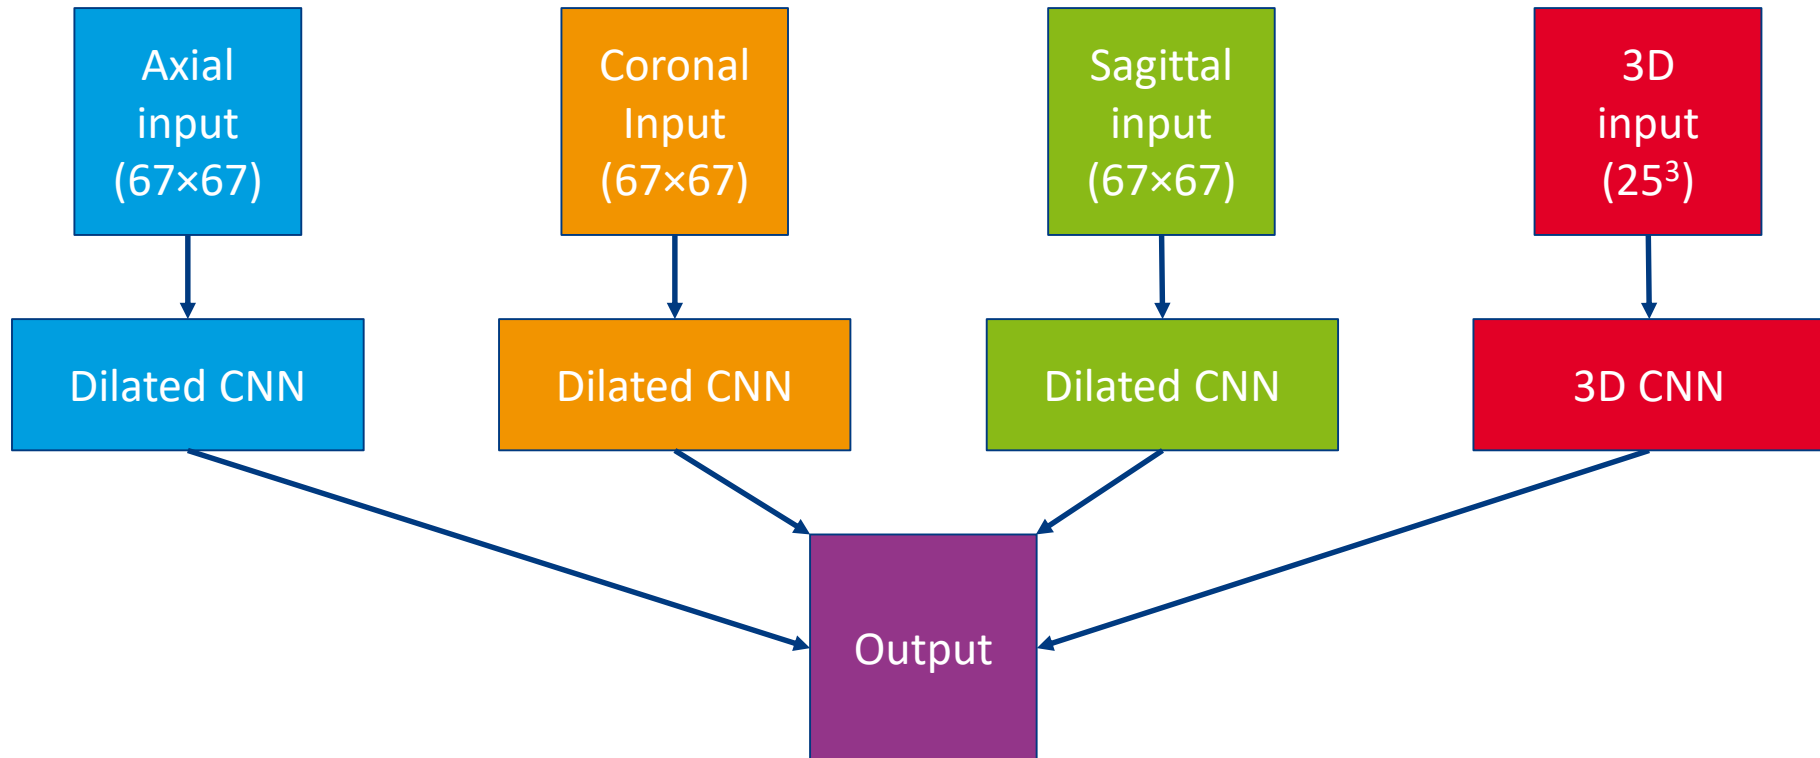 Axial
input
(67×67)
Coronal
Input
(67×67)
Sagittal
input
(67×67)
3D
input
(25³)
Dilated CNN
Dilated CNN
Dilated CNN
3D CNN
Output